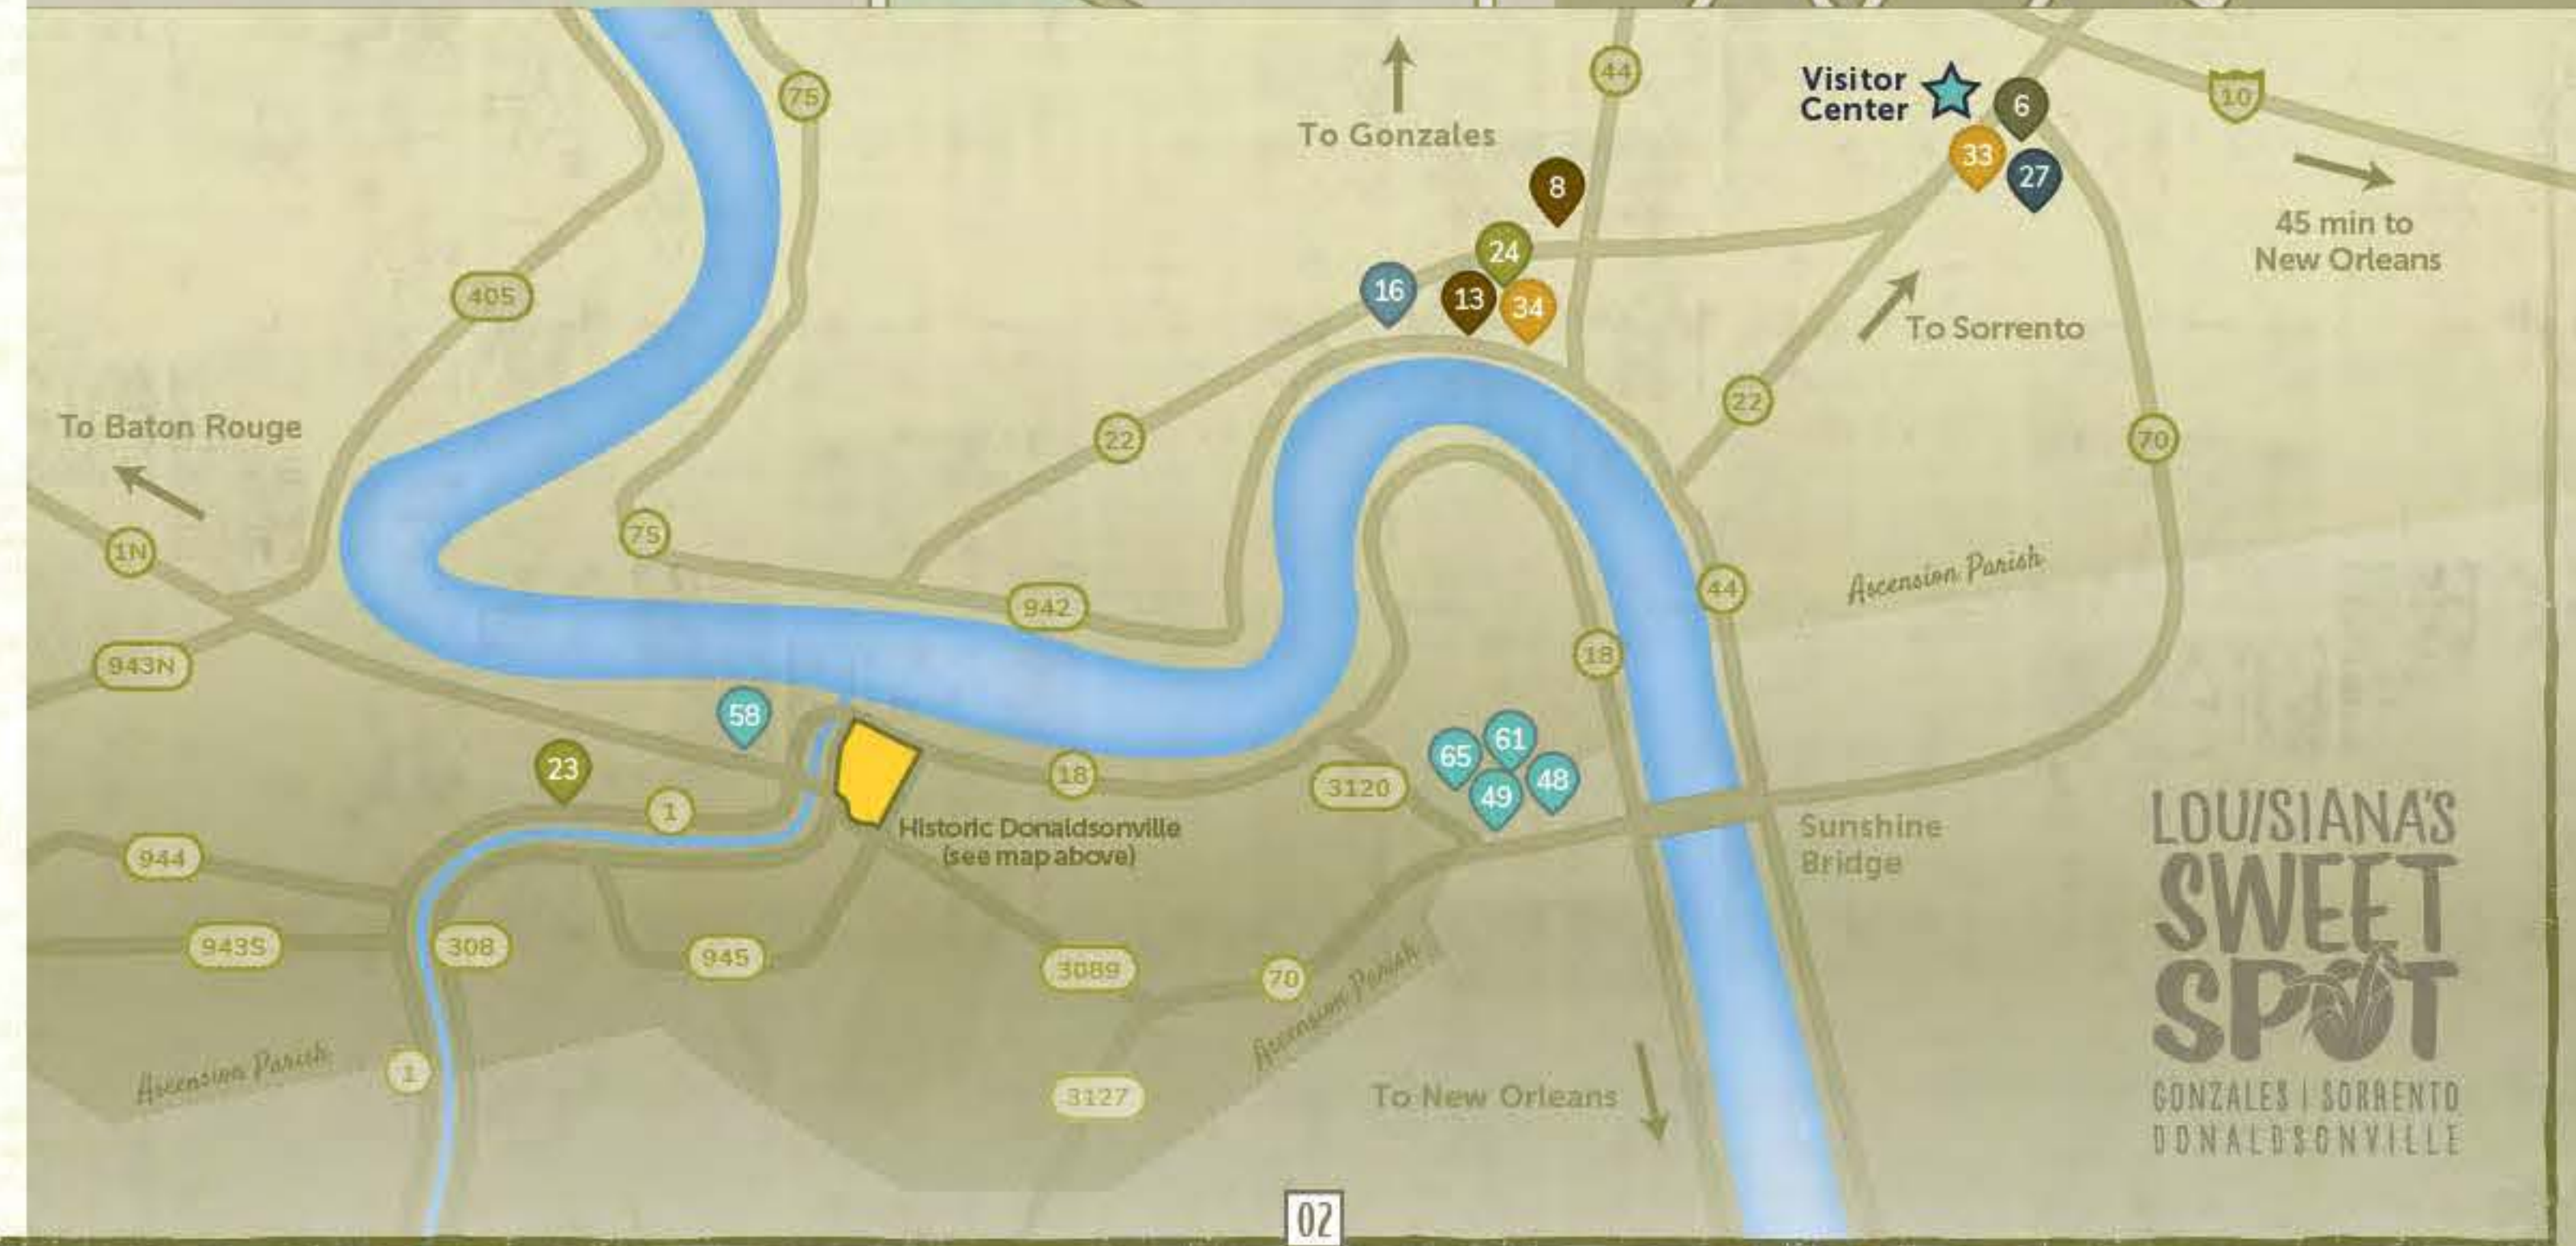 75
44
Visitor
Center
6
10
To Gonzales
33
27
8
45 min to
New Orleans
24
16
13
34
405
To Sorrento
22
To Baton Rouge
22
70
75
1N
Ascension Parish
44
942
943N
18
58
61
65
48
49
23
18
3120
1
Historic Donaldsonville
(see map above)
Sunshine
Bridge
944
943S
308
945
3089
70
Ascension Parish
Ascension Parish
1
3127
To New Orleans
LOUISIANA'S
SWEET
SPOT
GONZALES | SORRENTO
DONALDSONVILLE
02